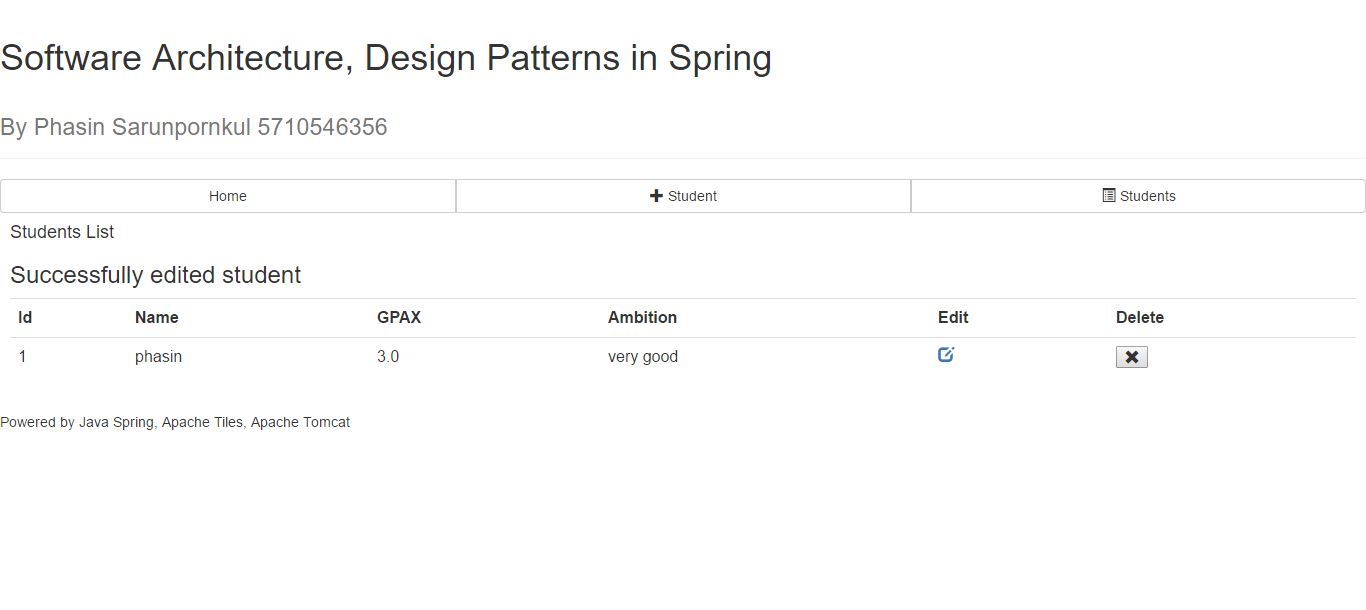 Software Architecture, Design Patterns in Spring
By Phasin Sarunpornkul 5710546356
Home Student Students
Students List
Successfully edited student
Id Name GPAX Ambition Edit Delete
1 phasin 3.0 very good
Powered by Java Spring, Apache Tiles, Apache Tomcat